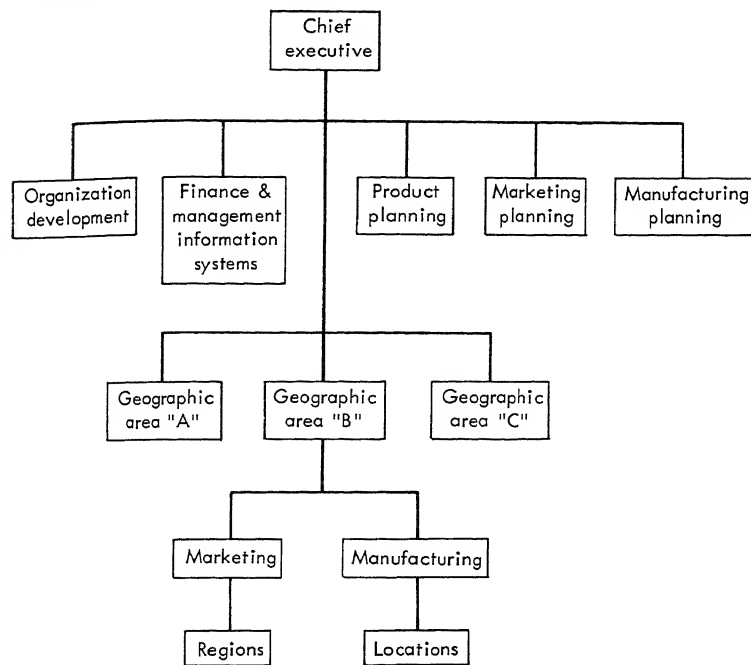 Chief
executive
Organization
development
Finance &
management
information
systems
Product
planning
Marketing
planning
Manufacturing
planning
Geographic
area "A"
Geographic
area "B"
Geographic
area "C"
Marketing
Manufacturing
Regions
Locations